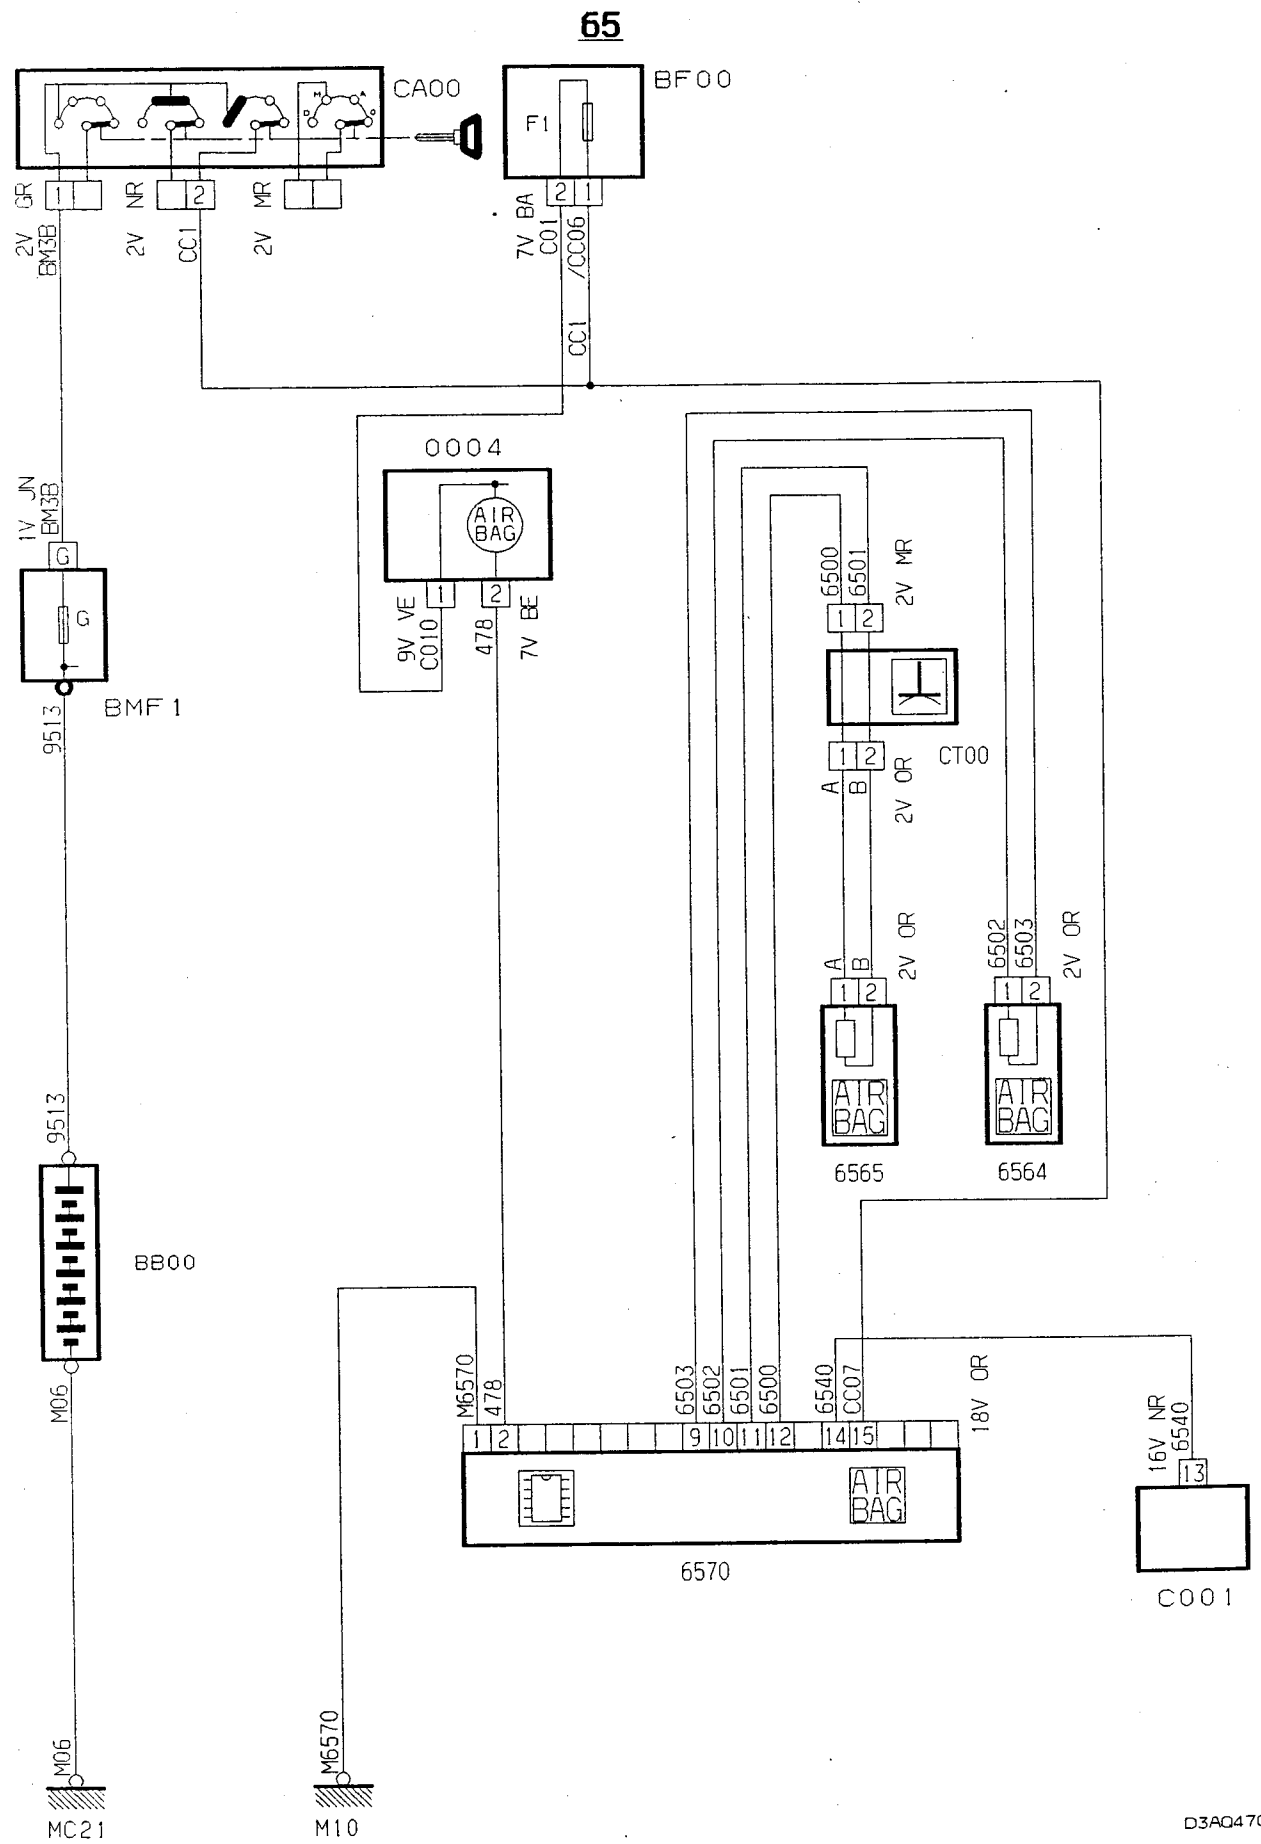 65
CA00
BF00
M
A
D
F1
1
2
2 1
2V GR
BM3B
2V NR
CC1
2V MR
7V BA
C01
/CC06
CC1
0004
AIR
BAG
1
2
9V VE
C010
478
7V BE
1V JN
BM3B
G
G
BMF1
9513
6500
6501
2V MR
1 2
CT00
1 2
A
B
2V OR
A
B
2V OR
1 2
AIR
BAG
6565
6502
6503
2V OR
1 2
AIR
BAG
6564
9513
BB00
M06
M6570
478
6503
6502
6501
6500
6540
CC07
18V OR
1 2 9 10 11 12 14 15
AIR
BAG
6570
16V NR
6540
13
C001
M06
MC21
M6570
M10
D3AQ470